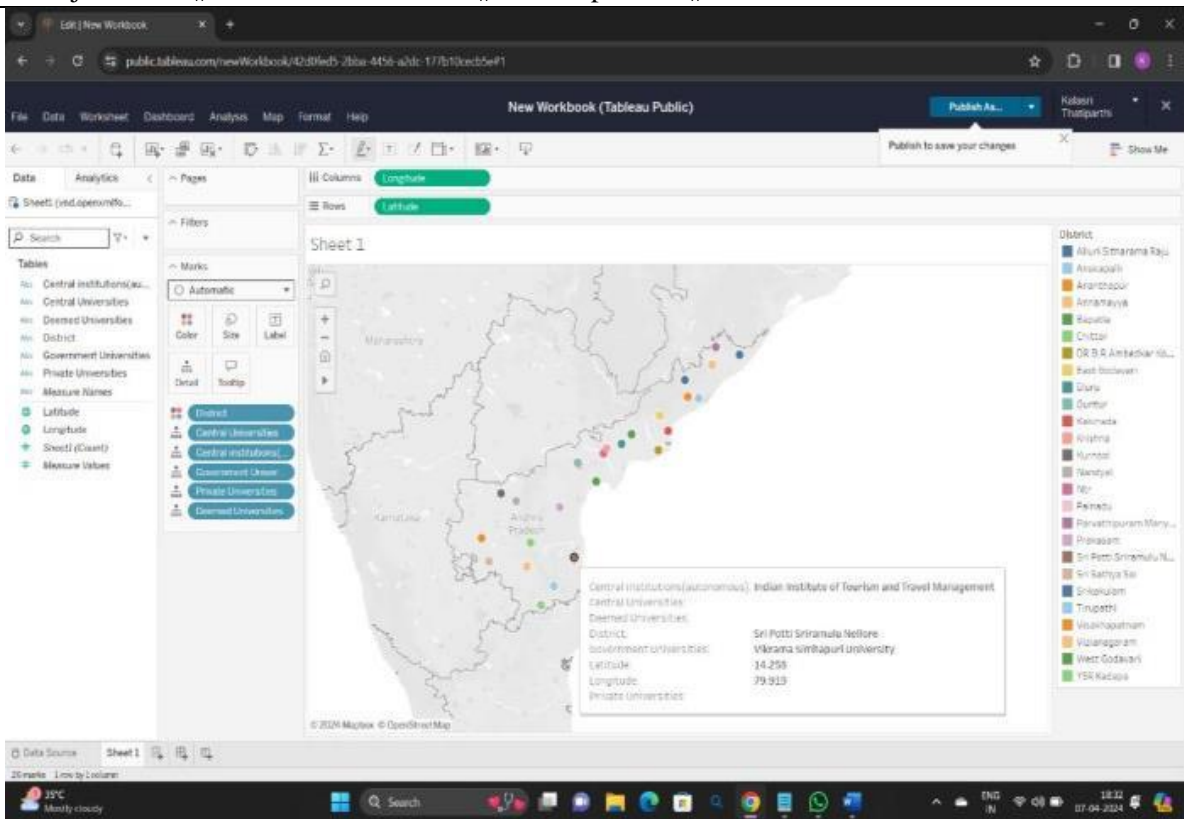 Edit | New Workbook
public.tableau.com/newWorkbook/
New Workbook (Tableau Public)
Publish As...
Kalasri
Thatiparthi
File Data Worksheet Dashboard Analysis Map Format Help
Publish to save your changes
Show Me
Data Analytics
Pages
Columns Longitude
Rows Latitude
Filters
Search
Sheet 1
Tables
Marks
Automatic
Central institutions(au...
Central Universities
Deemed Universities
District
Government Universities
Private Universities
Measure Names
Latitude
Longitude
Sheet1 (Count)
Measure Values
Color Size Label
Detail Tooltip
District
Central Universities
Central institutions(...
Government Univer...
Private Universities
Deemed Universities
Maharashtra
Karnataka
Andhra
Pradesh
Central institutions(autonomous): Indian Institute of Tourism and Travel Management
Central Universities:
Deemed Universities:
District: Sri Potti Sriramulu Nellore
Government Universities: Vikrama Simhapuri University
Latitude: 14.258
Longitude: 79.919
Private Universities:
© 2024 Mapbox © OpenStreetMap
District
Alluri Sitharama Raju
Anakapalli
Ananthapur
Annamayya
Bapatla
Chittor
DR B R Ambedkar Ko...
East Godavari
Eluru
Guntur
Kakinada
Krishna
Kurnool
Nandyal
Ntr
Palnadu
Parvathipuram Many...
Prakasam
Sri Potti Sriramulu N...
Sri Sathya Sai
Srikakulam
Tirupathi
Visakhapatnam
Vizianagaram
West Godavari
YSR Kadapa
Data Source Sheet 1
26 marks 1 row by 1 column
35°C
Mostly cloudy
Search
ENG
IN
18:32
07-04-2024